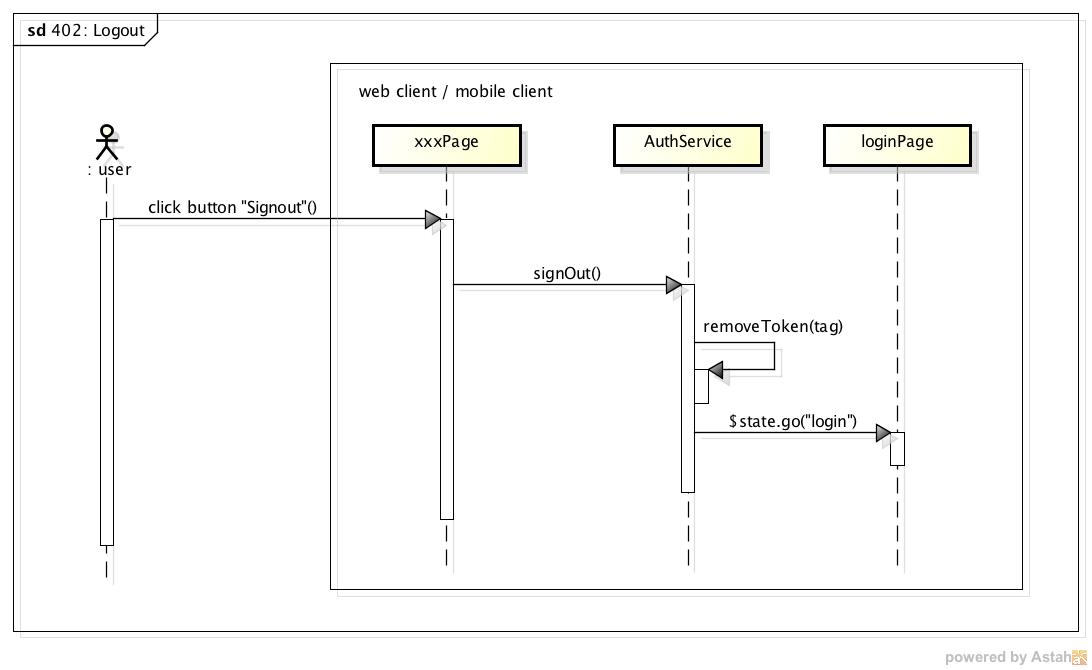 sd 402: Logout
web client / mobile client
: user
xxxPage
AuthService
loginPage
click button "Signout"()
signOut()
removeToken(tag)
$state.go("login")
powered by Astah